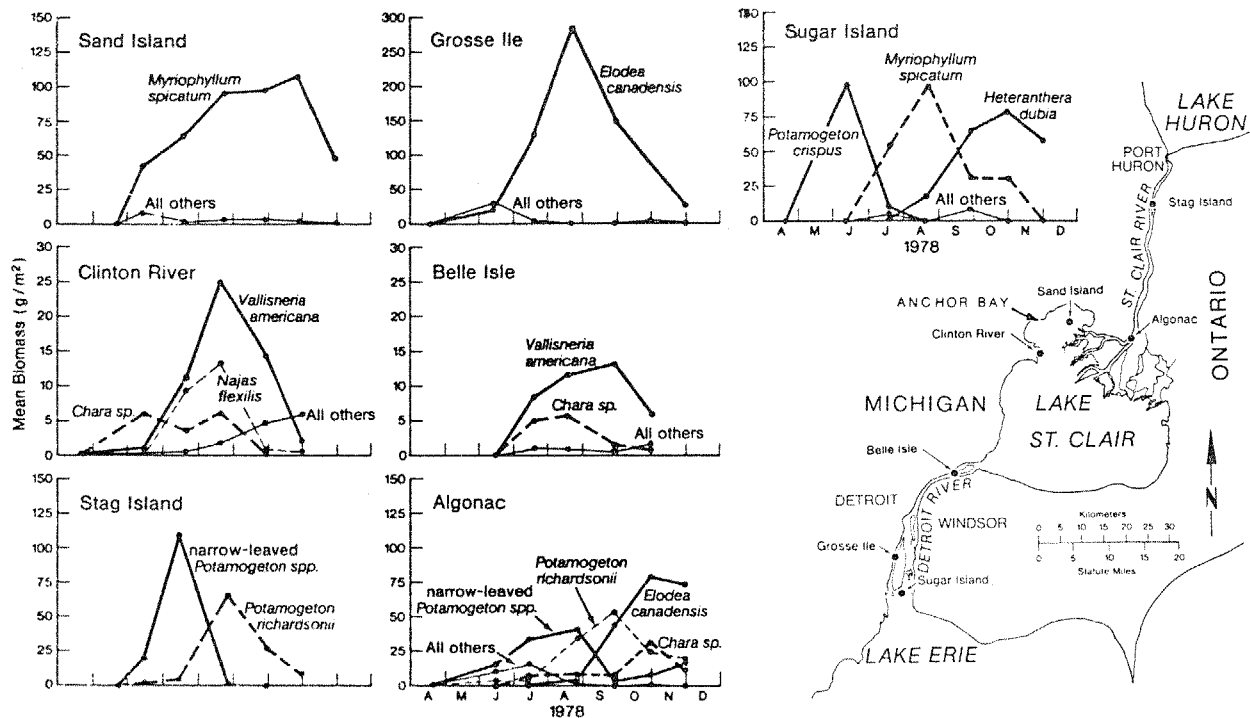 Mean Biomass (g/m²)
150
125
100
75
50
25
0
Sand Island
Myriophyllum
spicatum
All others
300
250
200
150
100
50
0
Grosse Ile
Elodea
canadensis
150
125
100
75
50
25
0
Sugar Island
Myriophyllum
spicatum
Heteranthera
dubia
Potamogeton
crispus
All others
A M J J A S O N D
1978
30
25
20
15
10
5
0
Clinton River
Vallisneria
americana
Najas
flexilis
Chara sp.
All others
30
25
20
15
10
5
0
Belle Isle
Vallisneria
americana
Chara sp.
All others
150
125
100
75
50
25
0
Stag Island
narrow-leaved
Potamogeton spp.
Potamogeton
richardsonii
150
125
100
75
50
25
0
Algonac
Potamogeton
richardsonii
narrow-leaved
Potamogeton spp.
Elodea
canadensis
All others
Chara sp.
A M J J A S O N D
1978
LAKE
HURON
PORT
HURON
ST. CLAIR RIVER
Stag Island
Sand Island
ANCHOR BAY
Clinton River
Algonac
ONTARIO
MICHIGAN
LAKE
ST. CLAIR
Belle Isle
DETROIT
DETROIT RIVER
WINDSOR
N
Kilometers
0 5 10 15 20 25 30
0 5 10 15 20
Statute Miles
Grosse Ile
Sugar Island
LAKE ERIE